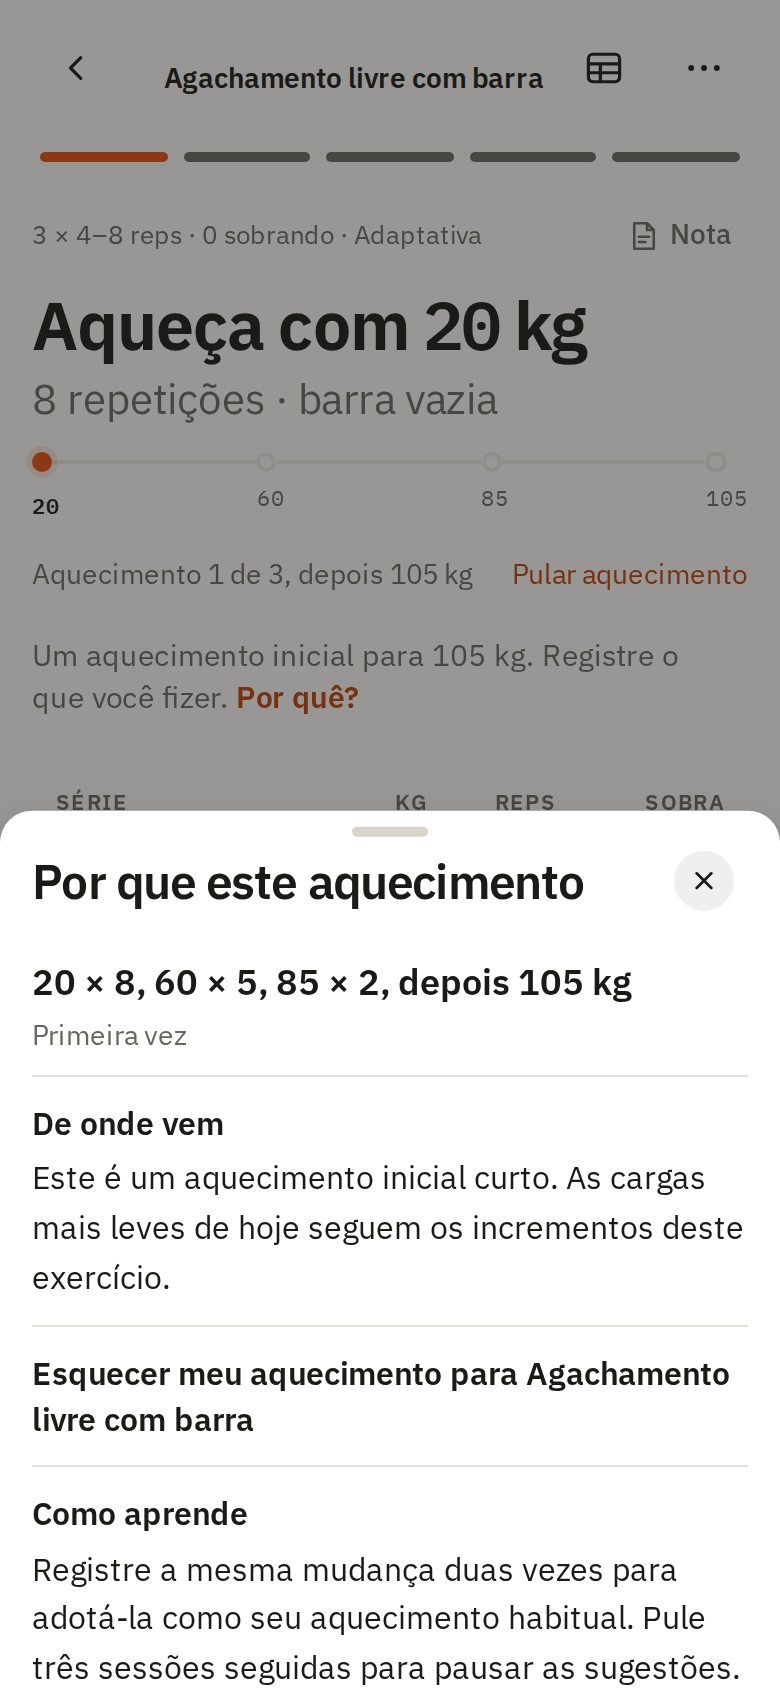 Agachamento livre com barra
3 × 4–8 reps · 0 sobrando · Adaptativa
Nota
Aqueça com 20 kg
8 repetições · barra vazia
20 60 85 105
Aquecimento 1 de 3, depois 105 kg Pular aquecimento
Um aquecimento inicial para 105 kg. Registre o
que você fizer. Por quê?
SÉRIE KG REPS SOBRA
Por que este aquecimento
20 × 8, 60 × 5, 85 × 2, depois 105 kg
Primeira vez
De onde vem
Este é um aquecimento inicial curto. As cargas
mais leves de hoje seguem os incrementos deste
exercício.
Esquecer meu aquecimento para Agachamento
livre com barra
Como aprende
Registre a mesma mudança duas vezes para
adotá-la como seu aquecimento habitual. Pule
três sessões seguidas para pausar as sugestões.